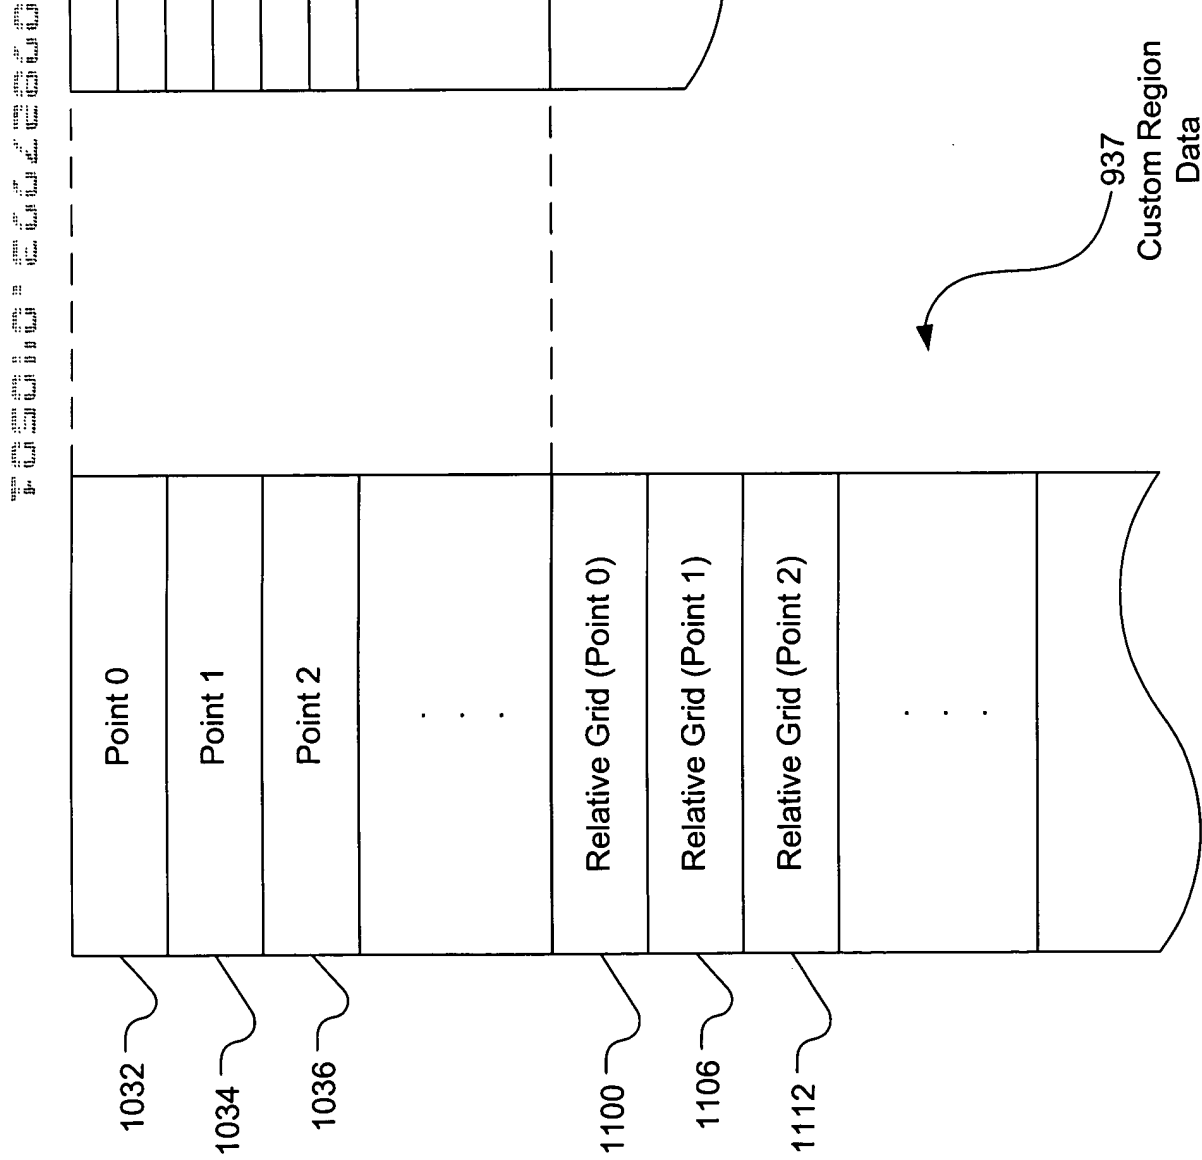 1032
Point 0
1034
Point 1
1036
Point 2
. . .
1100
Relative Grid (Point 0)
1106
Relative Grid (Point 1)
1112
Relative Grid (Point 2)
. . .
937
Custom Region
Data